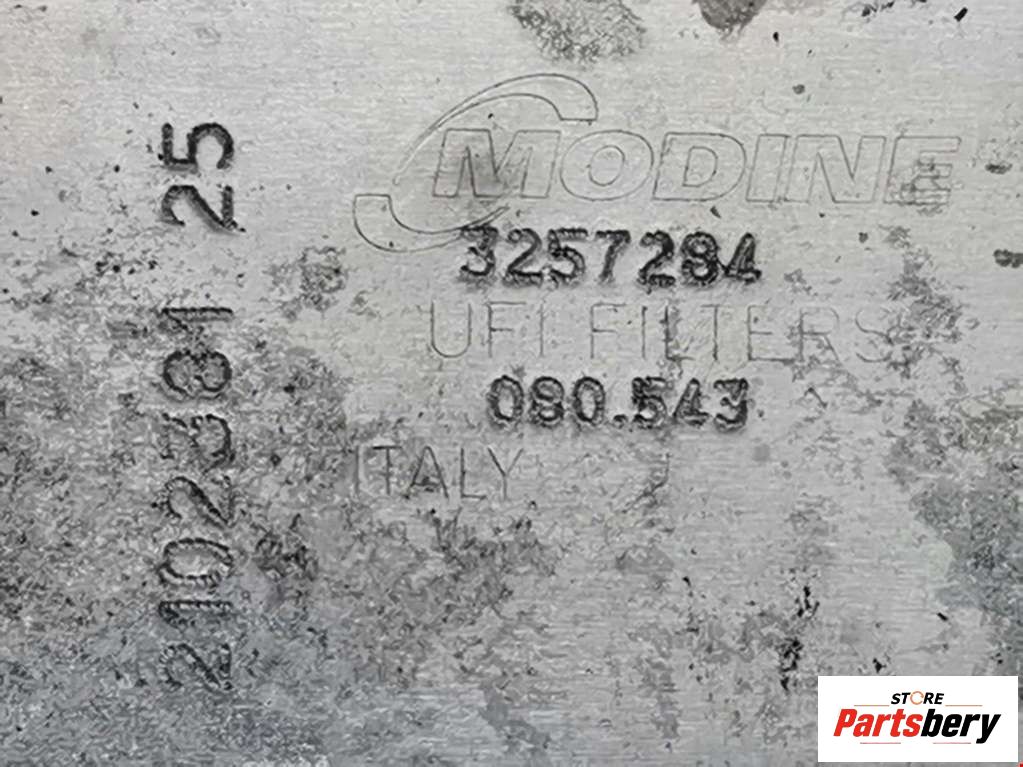 MODINE
3257284
UFI FILTERS
080.543
ITALY
2102381 25
STORE
Partsbery